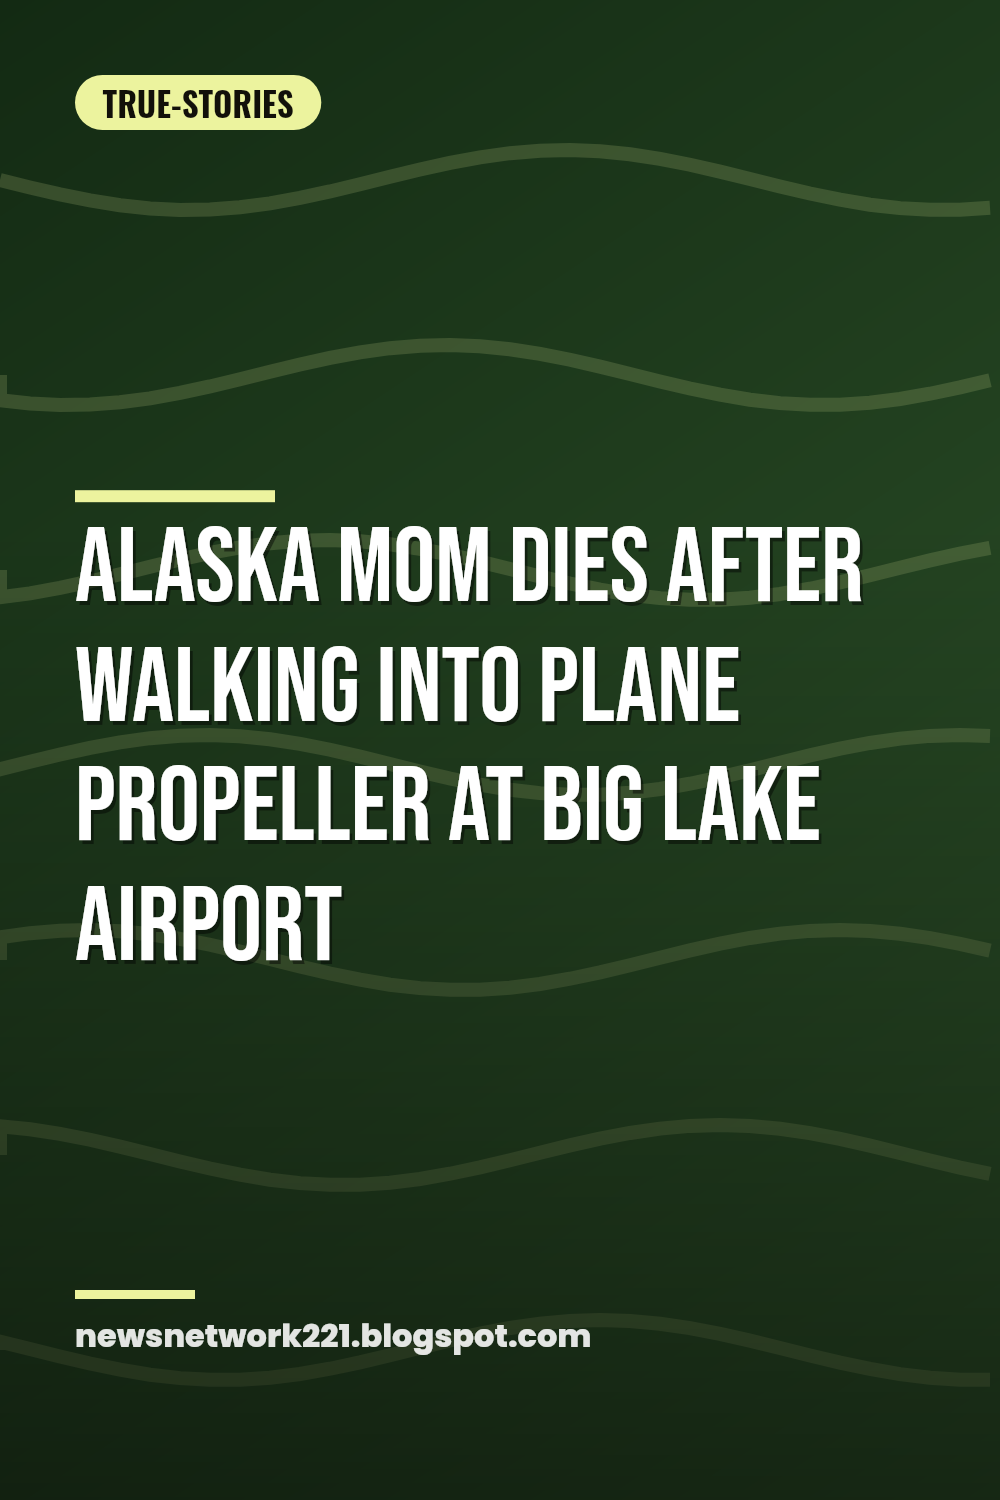 TRUE-STORIES
ALASKA MOM DIES AFTER
WALKING INTO PLANE
PROPELLER AT BIG LAKE
AIRPORT
newsnetwork221.blogspot.com